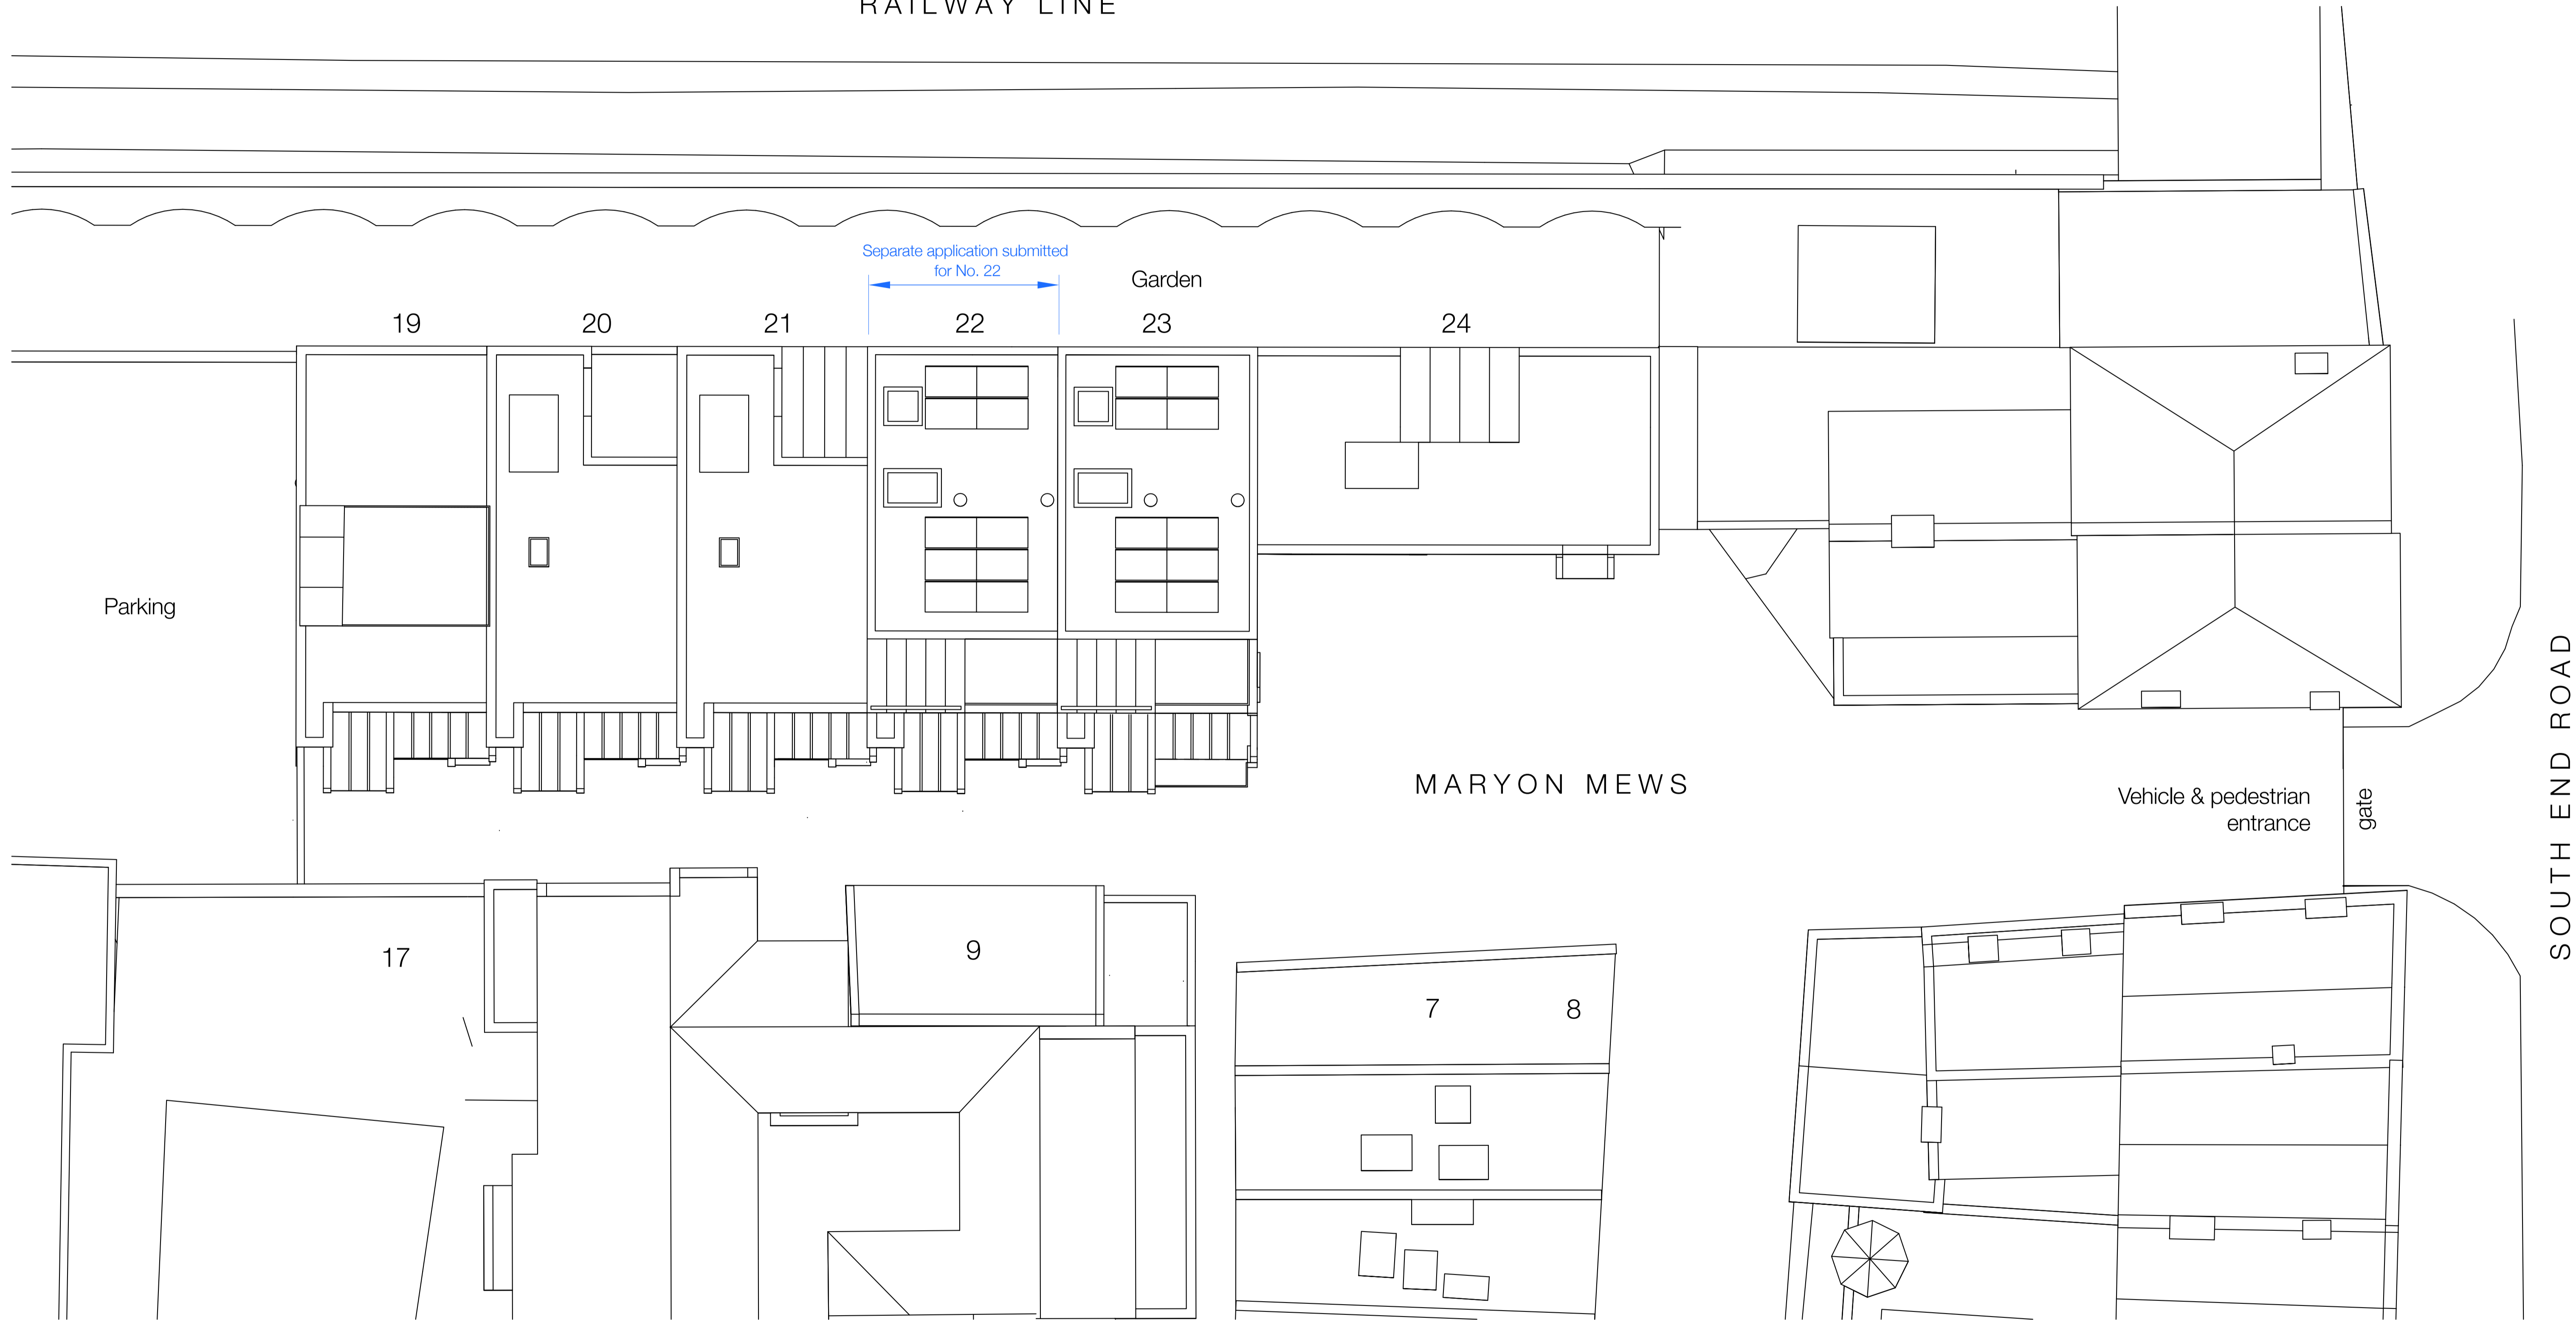 RAILWAY LINE
Separate application submitted
for No. 22
Garden
19
20
21
22
23
24
Parking
MARYON MEWS
Vehicle & pedestrian
entrance
gate
SOUTH END ROAD
17
9
7
8